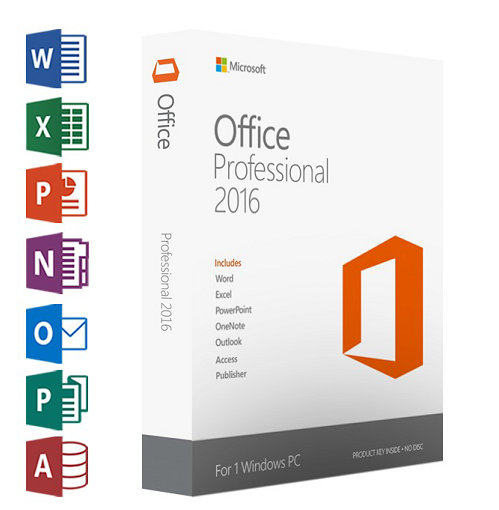 W
X
P
N
O
P
A
Office
Professional 2016
Microsoft
Office
Professional
2016
Includes
Word
Excel
PowerPoint
OneNote
Outlook
Access
Publisher
For 1 Windows PC
PRODUCT KEY INSIDE • NO DISC